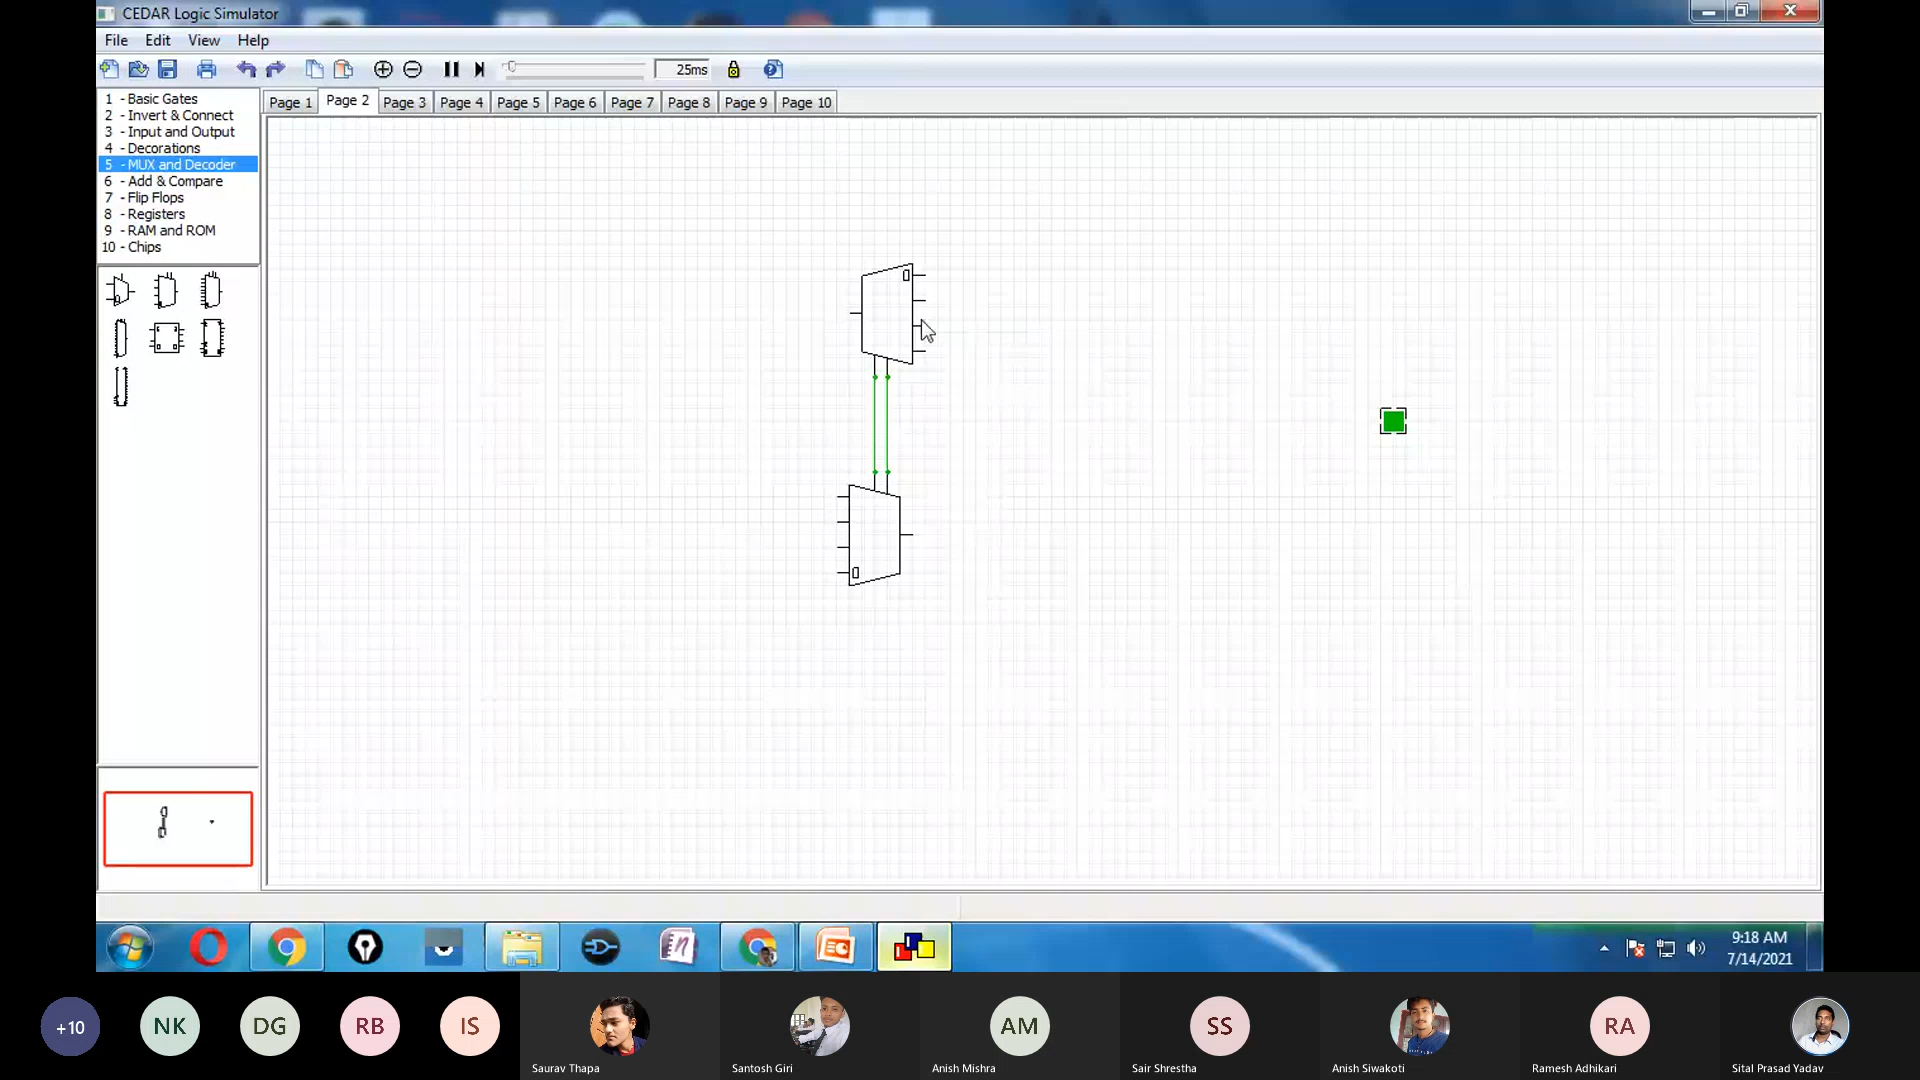 CEDAR Logic Simulator
File Edit View Help
25ms
1 - Basic Gates
2 - Invert & Connect
3 - Input and Output
4 - Decorations
5 - MUX and Decoder
6 - Add & Compare
7 - Flip Flops
8 - Registers
9 - RAM and ROM
10 - Chips
Page 1 Page 2 Page 3 Page 4 Page 5 Page 6 Page 7 Page 8 Page 9 Page 10
0
0
9:18 AM
7/14/2021
+10 NK DG RB IS AM SS RA
Saurav Thapa Santosh Giri Anish Mishra Sair Shrestha Anish Siwakoti Ramesh Adhikari Sital Prasad Yadav